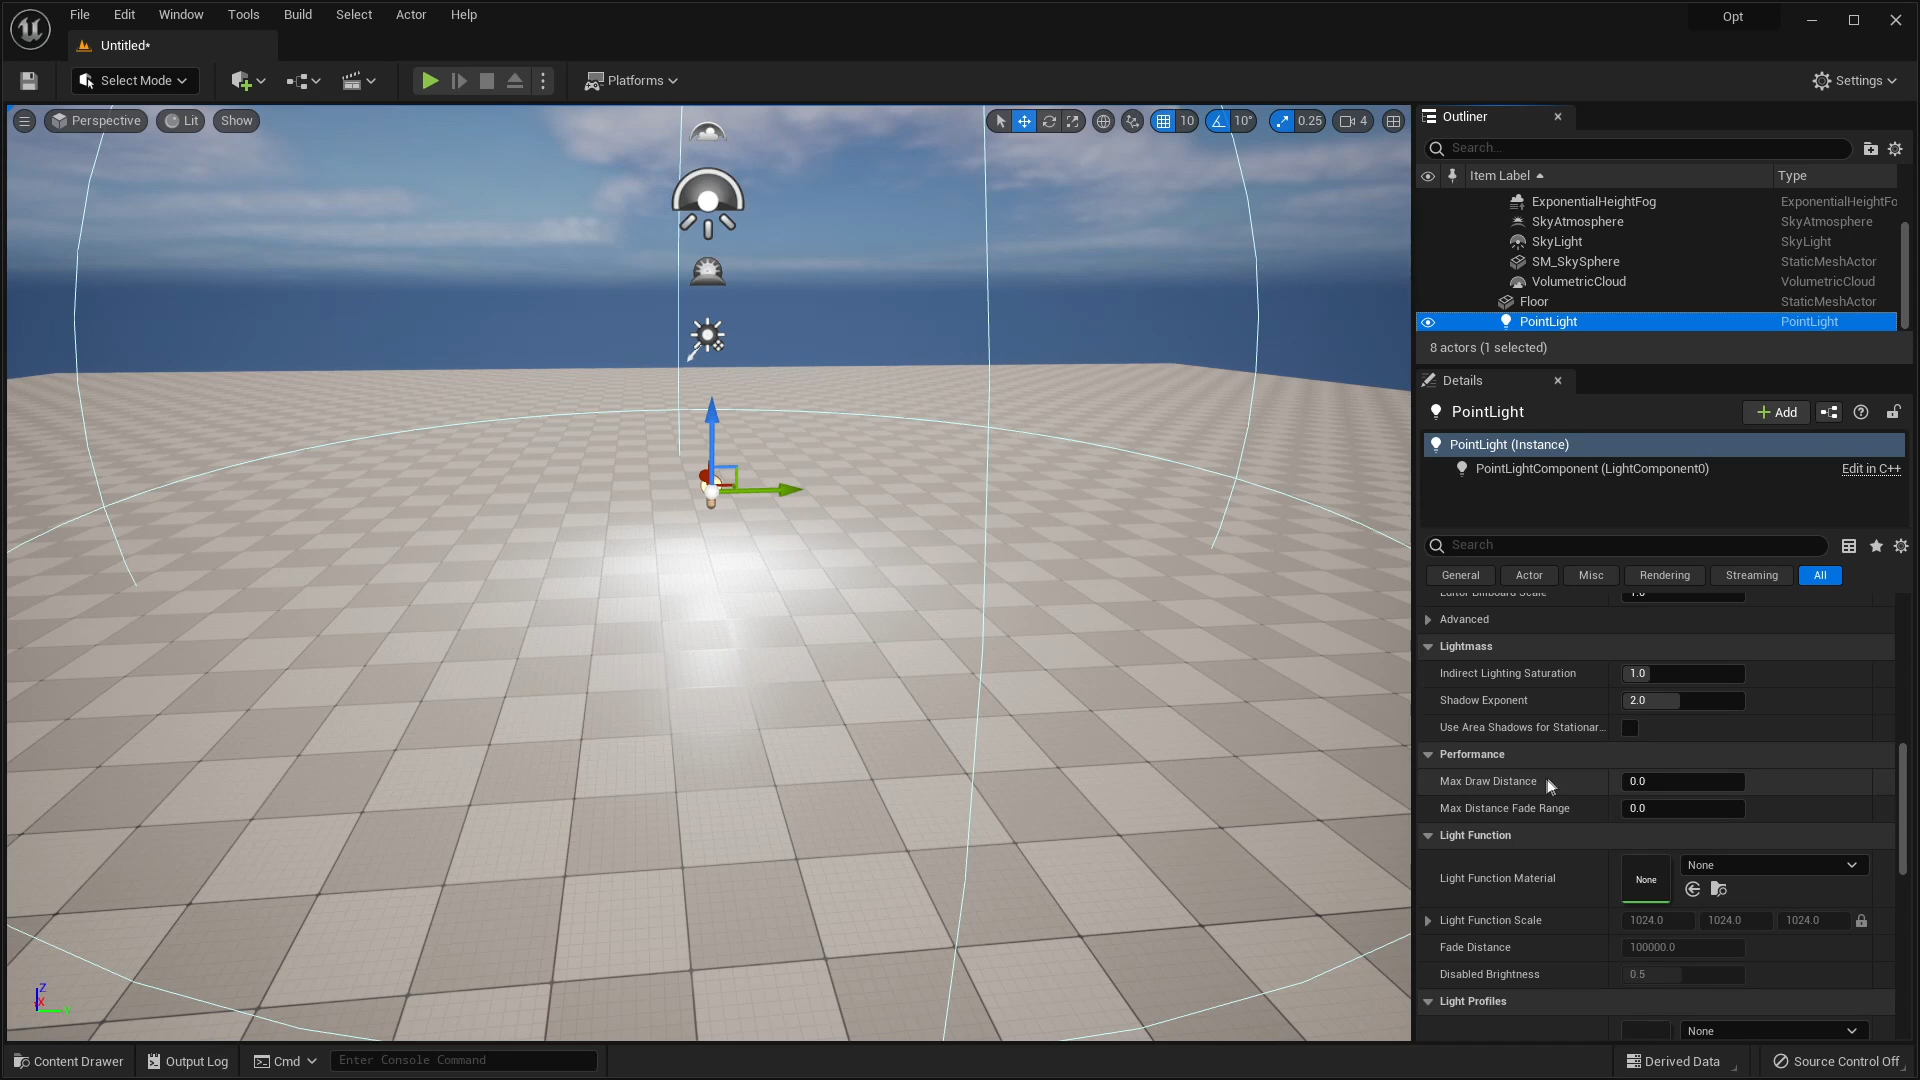 File Edit Window Tools Build Select Actor Help
Opt
Untitled*
Select Mode
Platforms
Settings
Perspective Lit Show
10 10° 0.25 4
Outliner
Search...
Item Label Type
ExponentialHeightFog ExponentialHeightFo
SkyAtmosphere SkyAtmosphere
SkyLight SkyLight
SM_SkySphere StaticMeshActor
VolumetricCloud VolumetricCloud
Floor StaticMeshActor
PointLight PointLight
8 actors (1 selected)
Details
PointLight Add
PointLight (Instance)
PointLightComponent (LightComponent0) Edit in C++
Search
General Actor Misc Rendering Streaming All
Editor Billboard Scale 1.0
Advanced
Lightmass
Indirect Lighting Saturation 1.0
Shadow Exponent 2.0
Use Area Shadows for Stationar...
Performance
Max Draw Distance 0.0
Max Distance Fade Range 0.0
Light Function
None
Light Function Material None
Light Function Scale 1024.0 1024.0 1024.0
Fade Distance 100000.0
Disabled Brightness 0.5
Light Profiles
None
Z
X
Y
Content Drawer Output Log Cmd Enter Console Command Derived Data Source Control Off